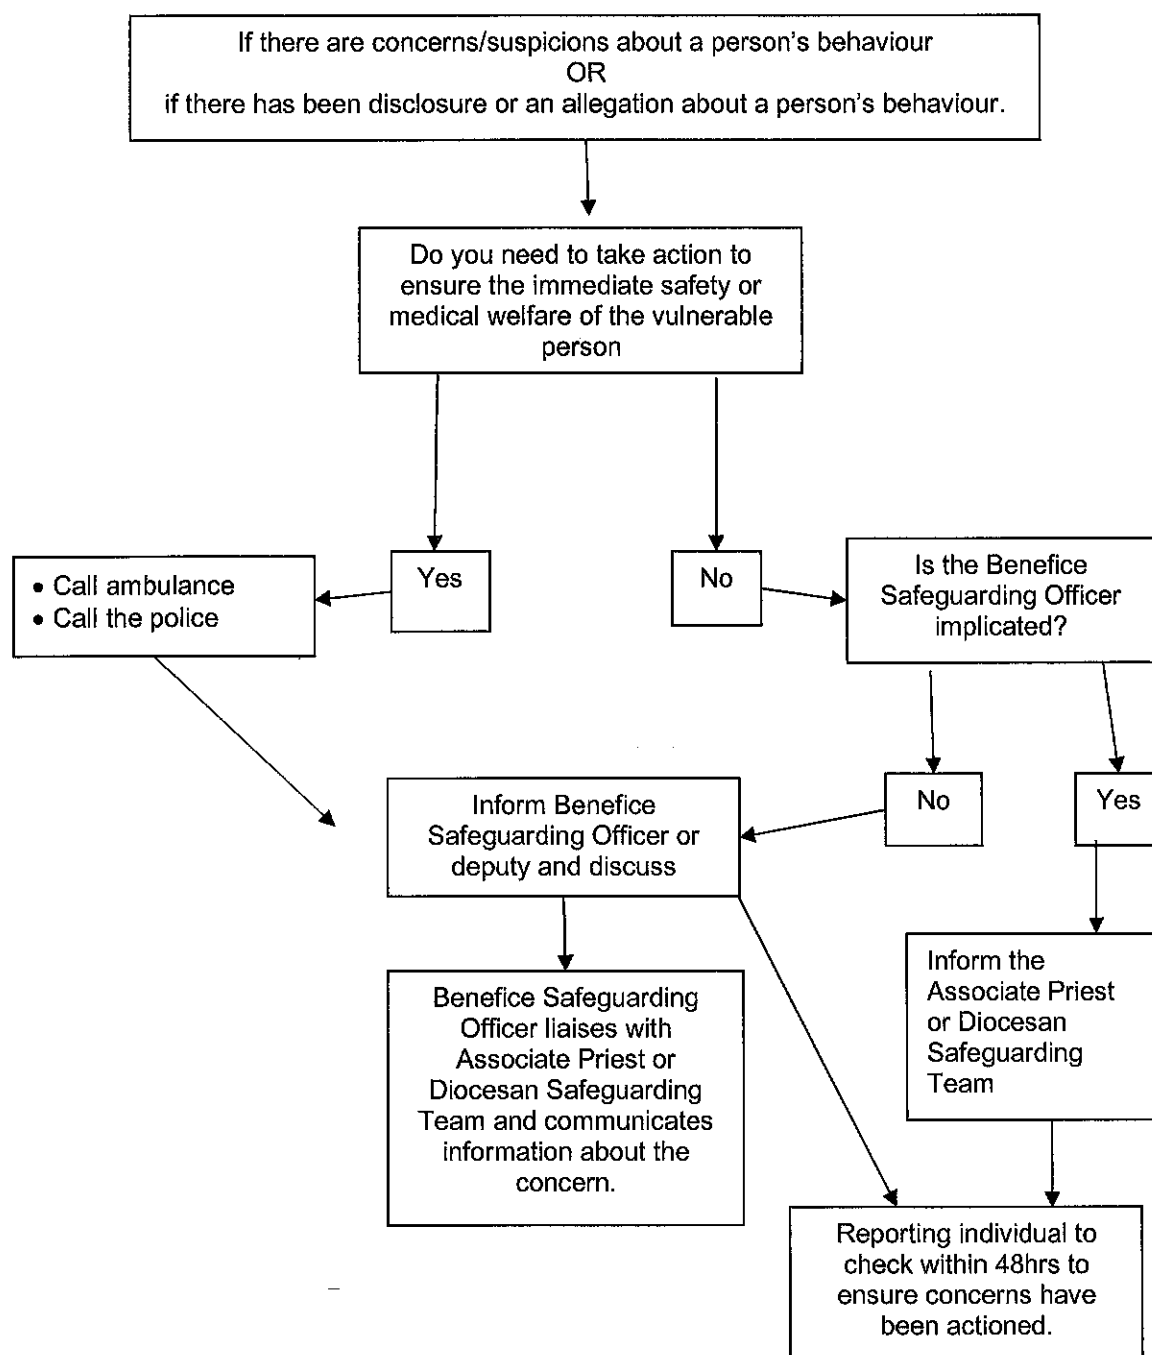 If there are concerns/suspicions about a person's behaviour
OR
if there has been disclosure or an allegation about a person's behaviour.
Do you need to take action to
ensure the immediate safety or
medical welfare of the vulnerable
person
• Call ambulance
• Call the police
Yes
No
Is the Benefice
Safeguarding Officer
implicated?
Inform Benefice
Safeguarding Officer or
deputy and discuss
No
Yes
Benefice Safeguarding
Officer liaises with
Associate Priest or
Diocesan Safeguarding
Team and communicates
information about the
concern.
Inform the
Associate Priest
or Diocesan
Safeguarding
Team
Reporting individual to
check within 48hrs to
ensure concerns have
been actioned.